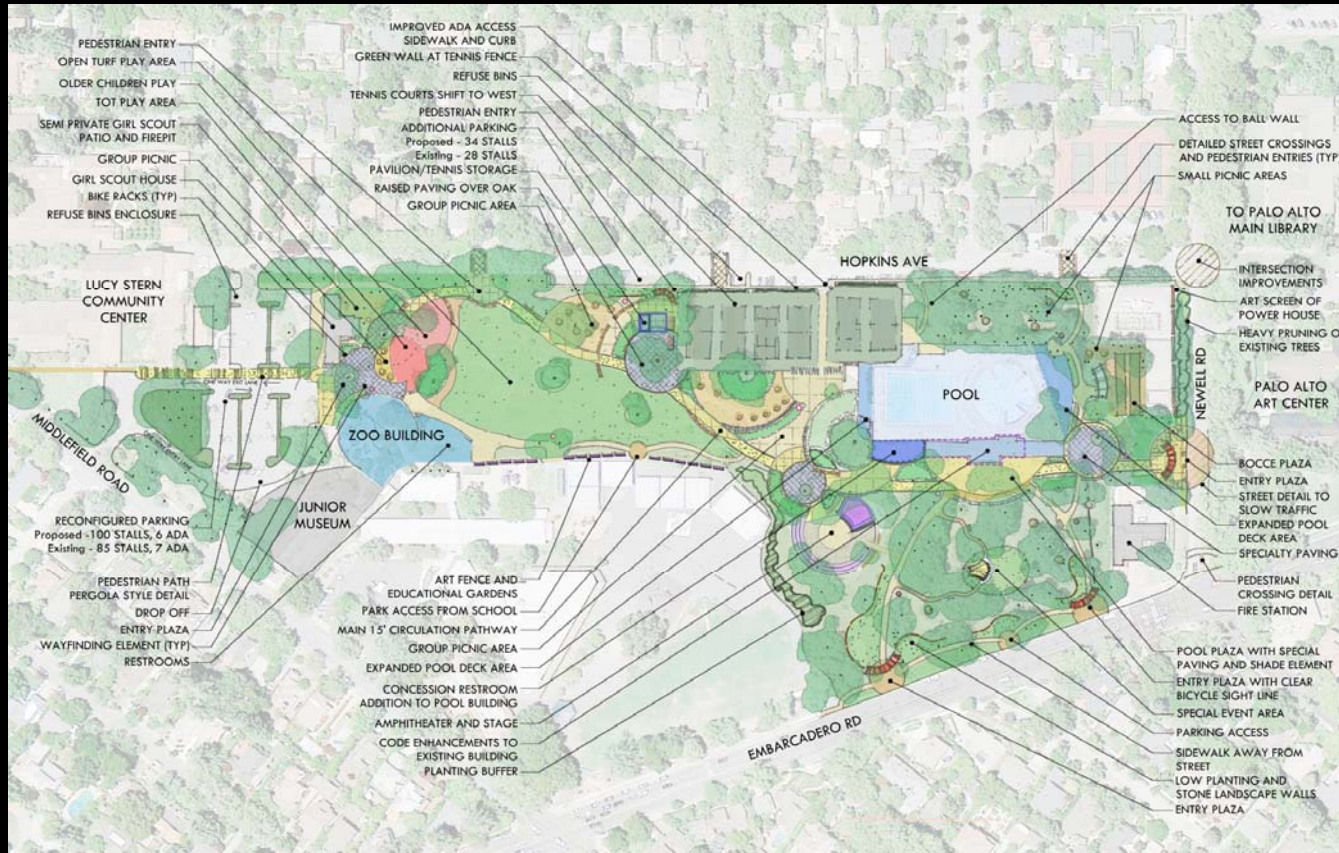 PEDESTRIAN ENTRY
OPEN TURF PLAY AREA
OLDER CHILDREN PLAY
TOT PLAY AREA
SEMI PRIVATE GIRL SCOUT
PATIO AND FIREPIT
GROUP PICNIC
GIRL SCOUT HOUSE
BIKE RACKS (TYP)
REFUSE BINS ENCLOSURE
IMPROVED ADA ACCESS
SIDEWALK AND CURB
GREEN WALL AT TENNIS FENCE
REFUSE BINS
TENNIS COURTS SHIFT TO WEST
PEDESTRIAN ENTRY
ADDITIONAL PARKING
Proposed - 34 STALLS
Existing - 28 STALLS
PAVILION/TENNIS STORAGE
RAISED PAVING OVER OAK
GROUP PICNIC AREA
ACCESS TO BALL WALL
DETAILED STREET CROSSINGS
AND PEDESTRIAN ENTRIES (TYP
SMALL PICNIC AREAS
TO PALO ALTO
MAIN LIBRARY
HOPKINS AVE
LUCY STERN
COMMUNITY
CENTER
INTERSECTION
IMPROVEMENTS
ART SCREEN OF
POWER HOUSE
HEAVY PRUNING O
EXISTING TREES
NEWELL RD
PALO ALTO
ART CENTER
ONE WAY EXIT LANE
POOL
ZOO BUILDING
MIDDLEFIELD ROAD
JUNIOR
MUSEUM
BOCCE PLAZA
ENTRY PLAZA
STREET DETAIL TO
SLOW TRAFFIC
EXPANDED POOL
DECK AREA
SPECIALTY PAVING
PEDESTRIAN
CROSSING DETAIL
FIRE STATION
RECONFIGURED PARKING
Proposed -100 STALLS, 6 ADA
Existing - 85 STALLS, 7 ADA
PEDESTRIAN PATH
PERGOLA STYLE DETAIL
DROP OFF
ENTRY PLAZA
WAYFINDING ELEMENT (TYP)
RESTROOMS
ART FENCE AND
EDUCATIONAL GARDENS
PARK ACCESS FROM SCHOOL
MAIN 15' CIRCULATION PATHWAY
GROUP PICNIC AREA
EXPANDED POOL DECK AREA
CONCESSION RESTROOM
ADDITION TO POOL BUILDING
AMPHITHEATER AND STAGE
CODE ENHANCEMENTS TO
EXISTING BUILDING
PLANTING BUFFER
EMBARCADERO RD
POOL PLAZA WITH SPECIAL
PAVING AND SHADE ELEMENT
ENTRY PLAZA WITH CLEAR
BICYCLE SIGHT LINE
SPECIAL EVENT AREA
PARKING ACCESS
SIDEWALK AWAY FROM
STREET
LOW PLANTING AND
STONE LANDSCAPE WALLS
ENTRY PLAZA